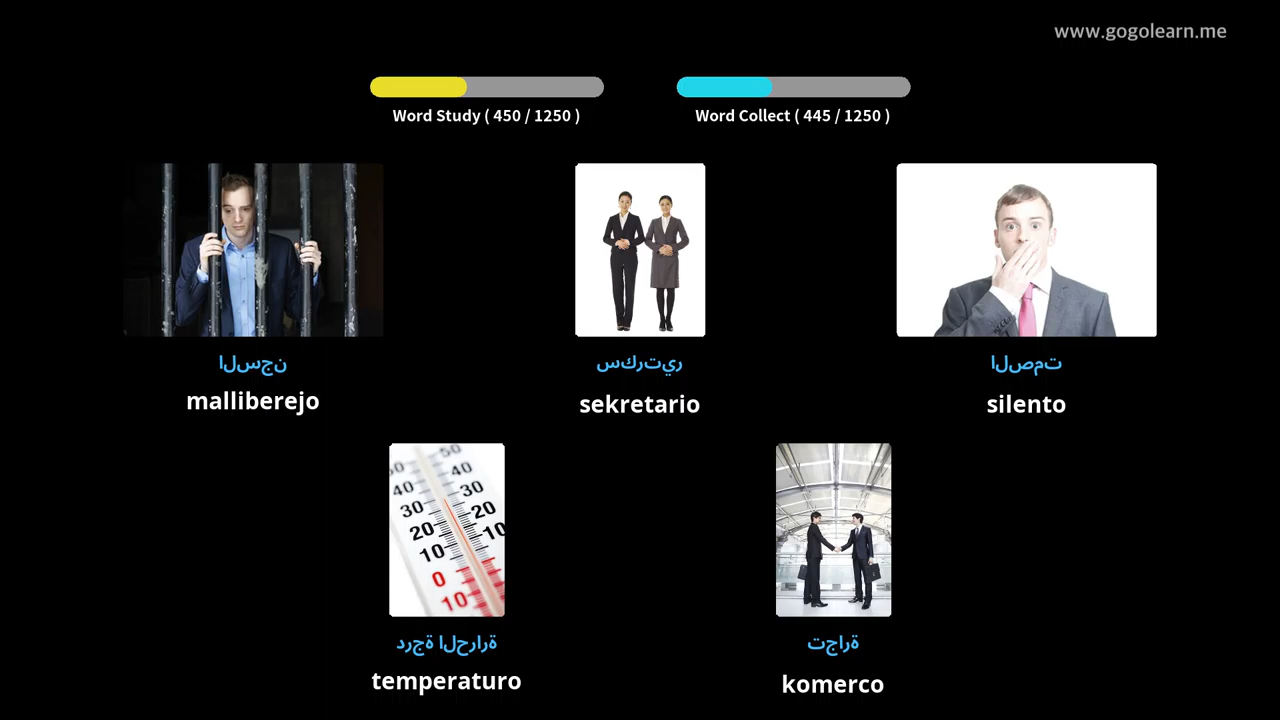 www.gogolearn.me
Word Study ( 450 / 1250 )
Word Collect ( 445 / 1250 )
السجن
سكرتير
الصمت
malliberejo
sekretario
silento
درجة الحرارة
تجارة
temperaturo
komerco